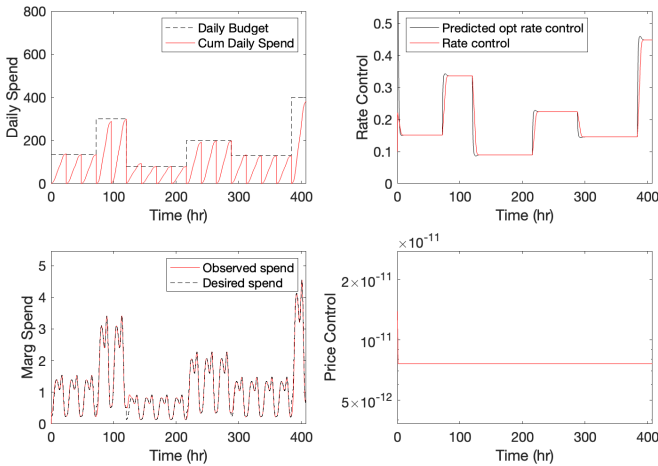 800
600
400
200
0
Daily Spend
Daily Budget
Cum Daily Spend
0 100 200 300 400
Time (hr)
0.5
0.4
0.3
0.2
0.1
0
Rate Control
Predicted opt rate control
Rate control
0 100 200 300 400
Time (hr)
5
4
3
2
1
0
Marg Spend
Observed spend
Desired spend
0 100 200 300 400
Time (hr)
×10⁻¹¹
2×10⁻¹¹
10⁻¹¹
5×10⁻¹²
Price Control
0 100 200 300 400
Time (hr)